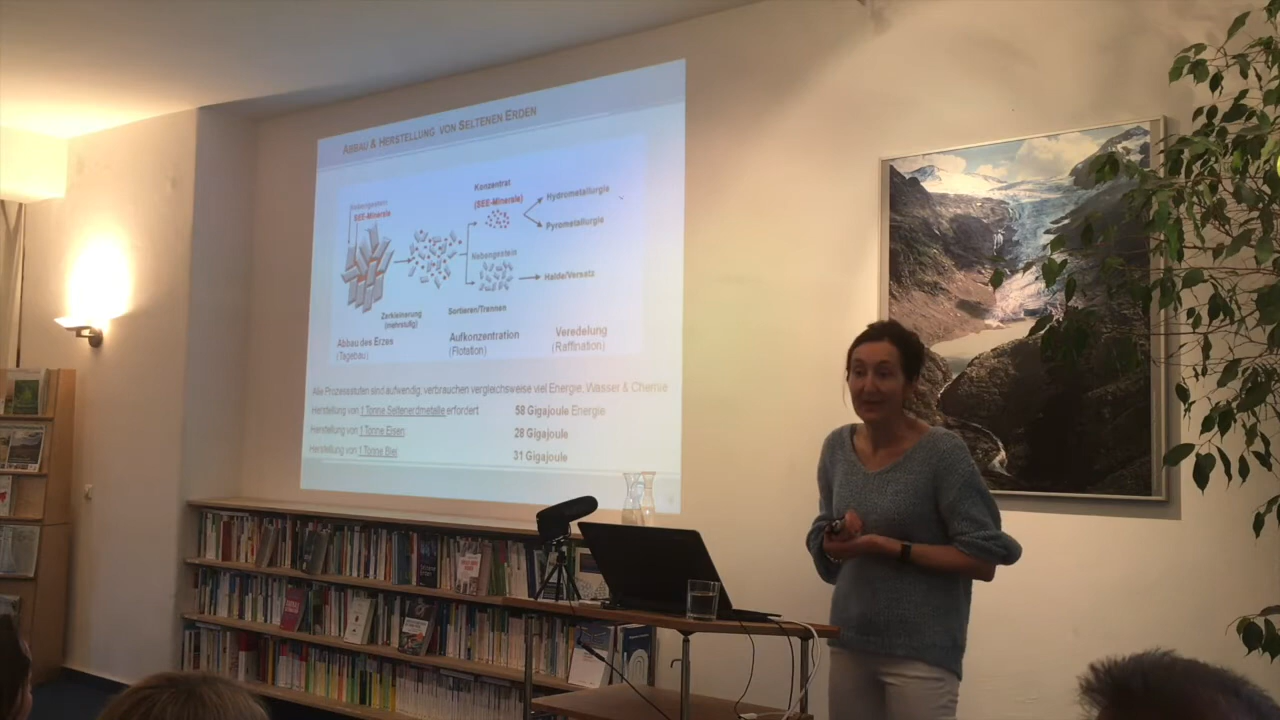 ABBAU & HERSTELLUNG VON SELTENEN ERDEN
Nebengestein
SEE-Minerale
Konzentrat
(SEE-Minerale)
Hydrometallurgie
Pyrometallurgie
Nebengestein
Halde/Versatz
Zerkleinerung
(mehrstufig)
Sortieren/Trennen
Abbau des Erzes
(Tagebau)
Aufkonzentration
(Flotation)
Veredelung
(Raffination)
Alle Prozessstufen sind aufwendig; verbrauchen vergleichsweise viel Energie, Wasser & Chemie
Herstellung von 1 Tonne Seltenerdmetalle erfordert 58 Gigajoule Energie
Herstellung von 1 Tonne Eisen 28 Gigajoule
Herstellung von 1 Tonne Blei 31 Gigajoule